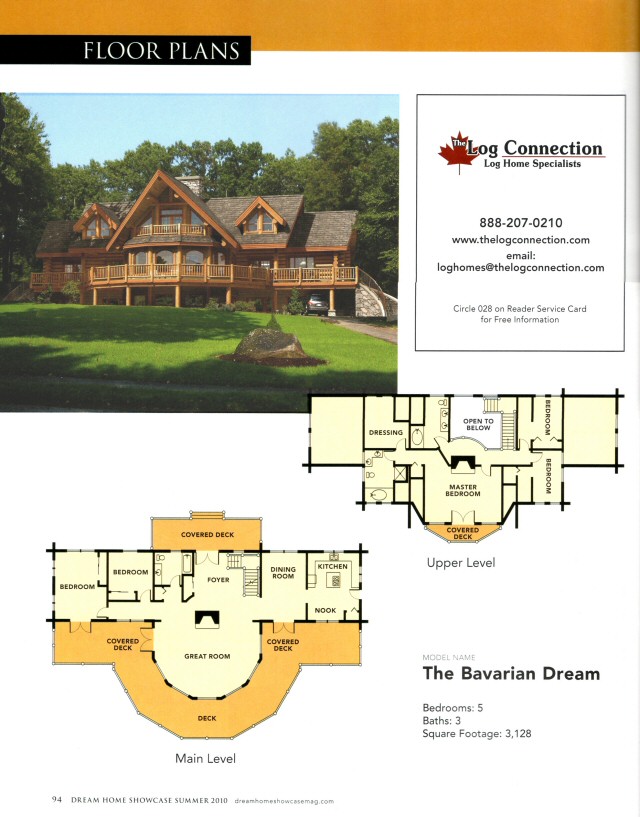 FLOOR PLANS
The Log Connection
Log Home Specialists
888-207-0210
www.thelogconnection.com
email:
loghomes@thelogconnection.com
Circle 028 on Reader Service Card
for Free Information
DRESSING
OPEN TO
BELOW
BEDROOM
BEDROOM
MASTER
BEDROOM
COVERED
DECK
Upper Level
COVERED DECK
BEDROOM
BEDROOM
FOYER
DINING
ROOM
KITCHEN
NOOK
COVERED
DECK
COVERED
DECK
GREAT ROOM
DECK
Main Level
MODEL NAME
The Bavarian Dream
Bedrooms: 5
Baths: 3
Square Footage: 3,128
94 DREAM HOME SHOWCASE SUMMER 2010 dreamhomeshowcasemag.com